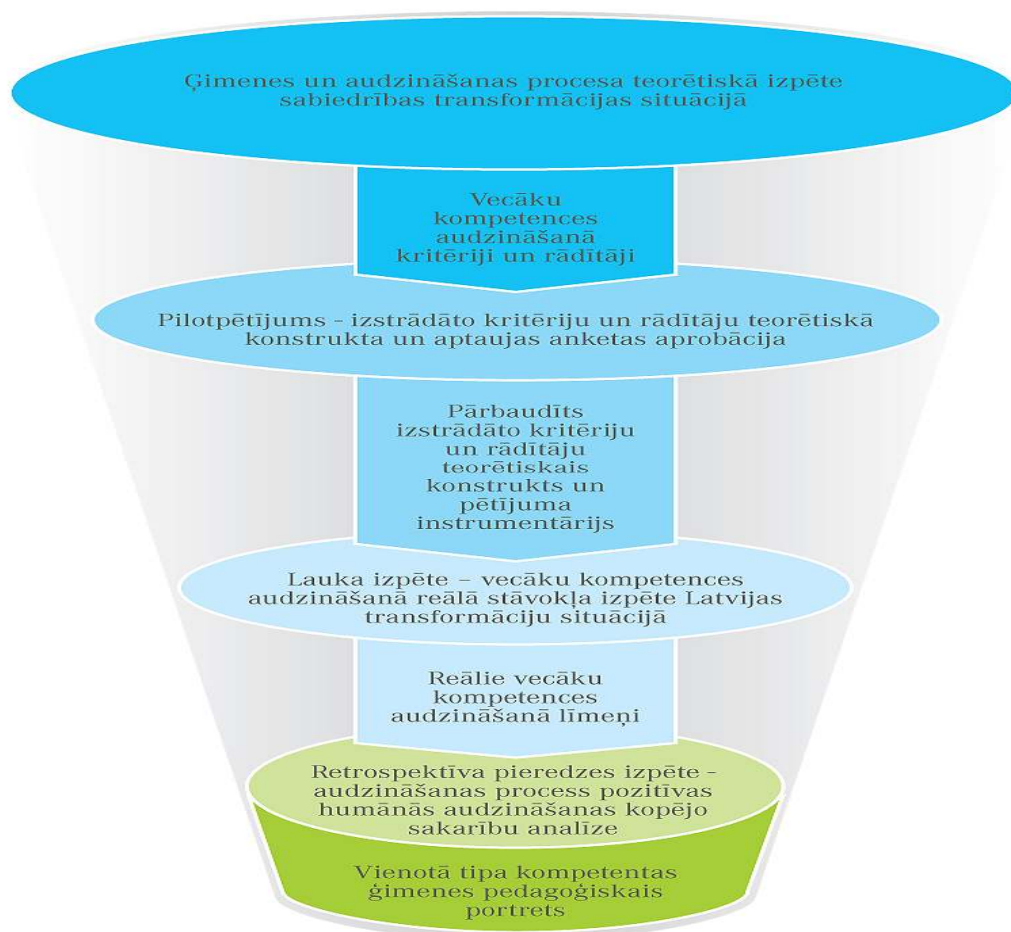 Ģimenes un audzināšanas procesa teorētiskā izpēte
sabiedrības transformācijas situācijā
Vecāku
kompetences
audzināšanā
kritēriji un rādītāji
Pilotpētījums - izstrādāto kritēriju un rādītāju teorētiskā
konstrukta un aptaujas anketas aprobācija
Pārbaudīts
izstrādāto kritēriju
un rādītāju
teorētiskais
konstrukts un
pētījuma
instrumentārijs
Lauka izpēte – vecāku kompetences
audzināšanā reālā stāvokļa izpēte Latvijas
transformāciju situācijā
Reālie vecāku
kompetences
audzināšanā līmeņi
Retrospektīva pieredzes izpēte -
audzināšanas process pozitīvas
humānās audzināšanas kopējo
sakarību analīze
Vienotā tipa kompetentas
ģimenes pedagoģiskais
portrets